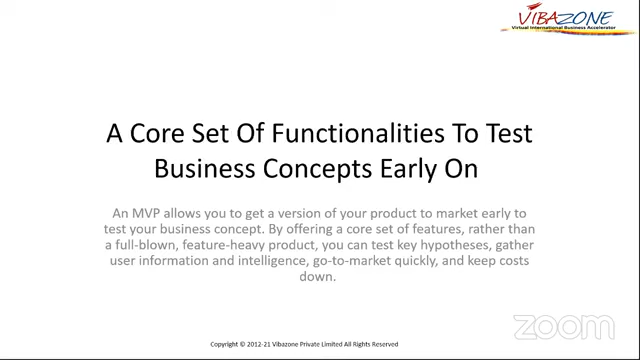 VIBAZONE
Virtual International Business Accelerator
A Core Set Of Functionalities To Test
Business Concepts Early On
An MVP allows you to get a version of your product to market early to
test your business concept. By offering a core set of features, rather than
a full-blown, feature-heavy product, you can test key hypotheses, gather
user information and intelligence, go-to-market quickly, and keep costs
down.
zoom
Copyright © 2012-21 Vibazone Private Limited All Rights Reserved